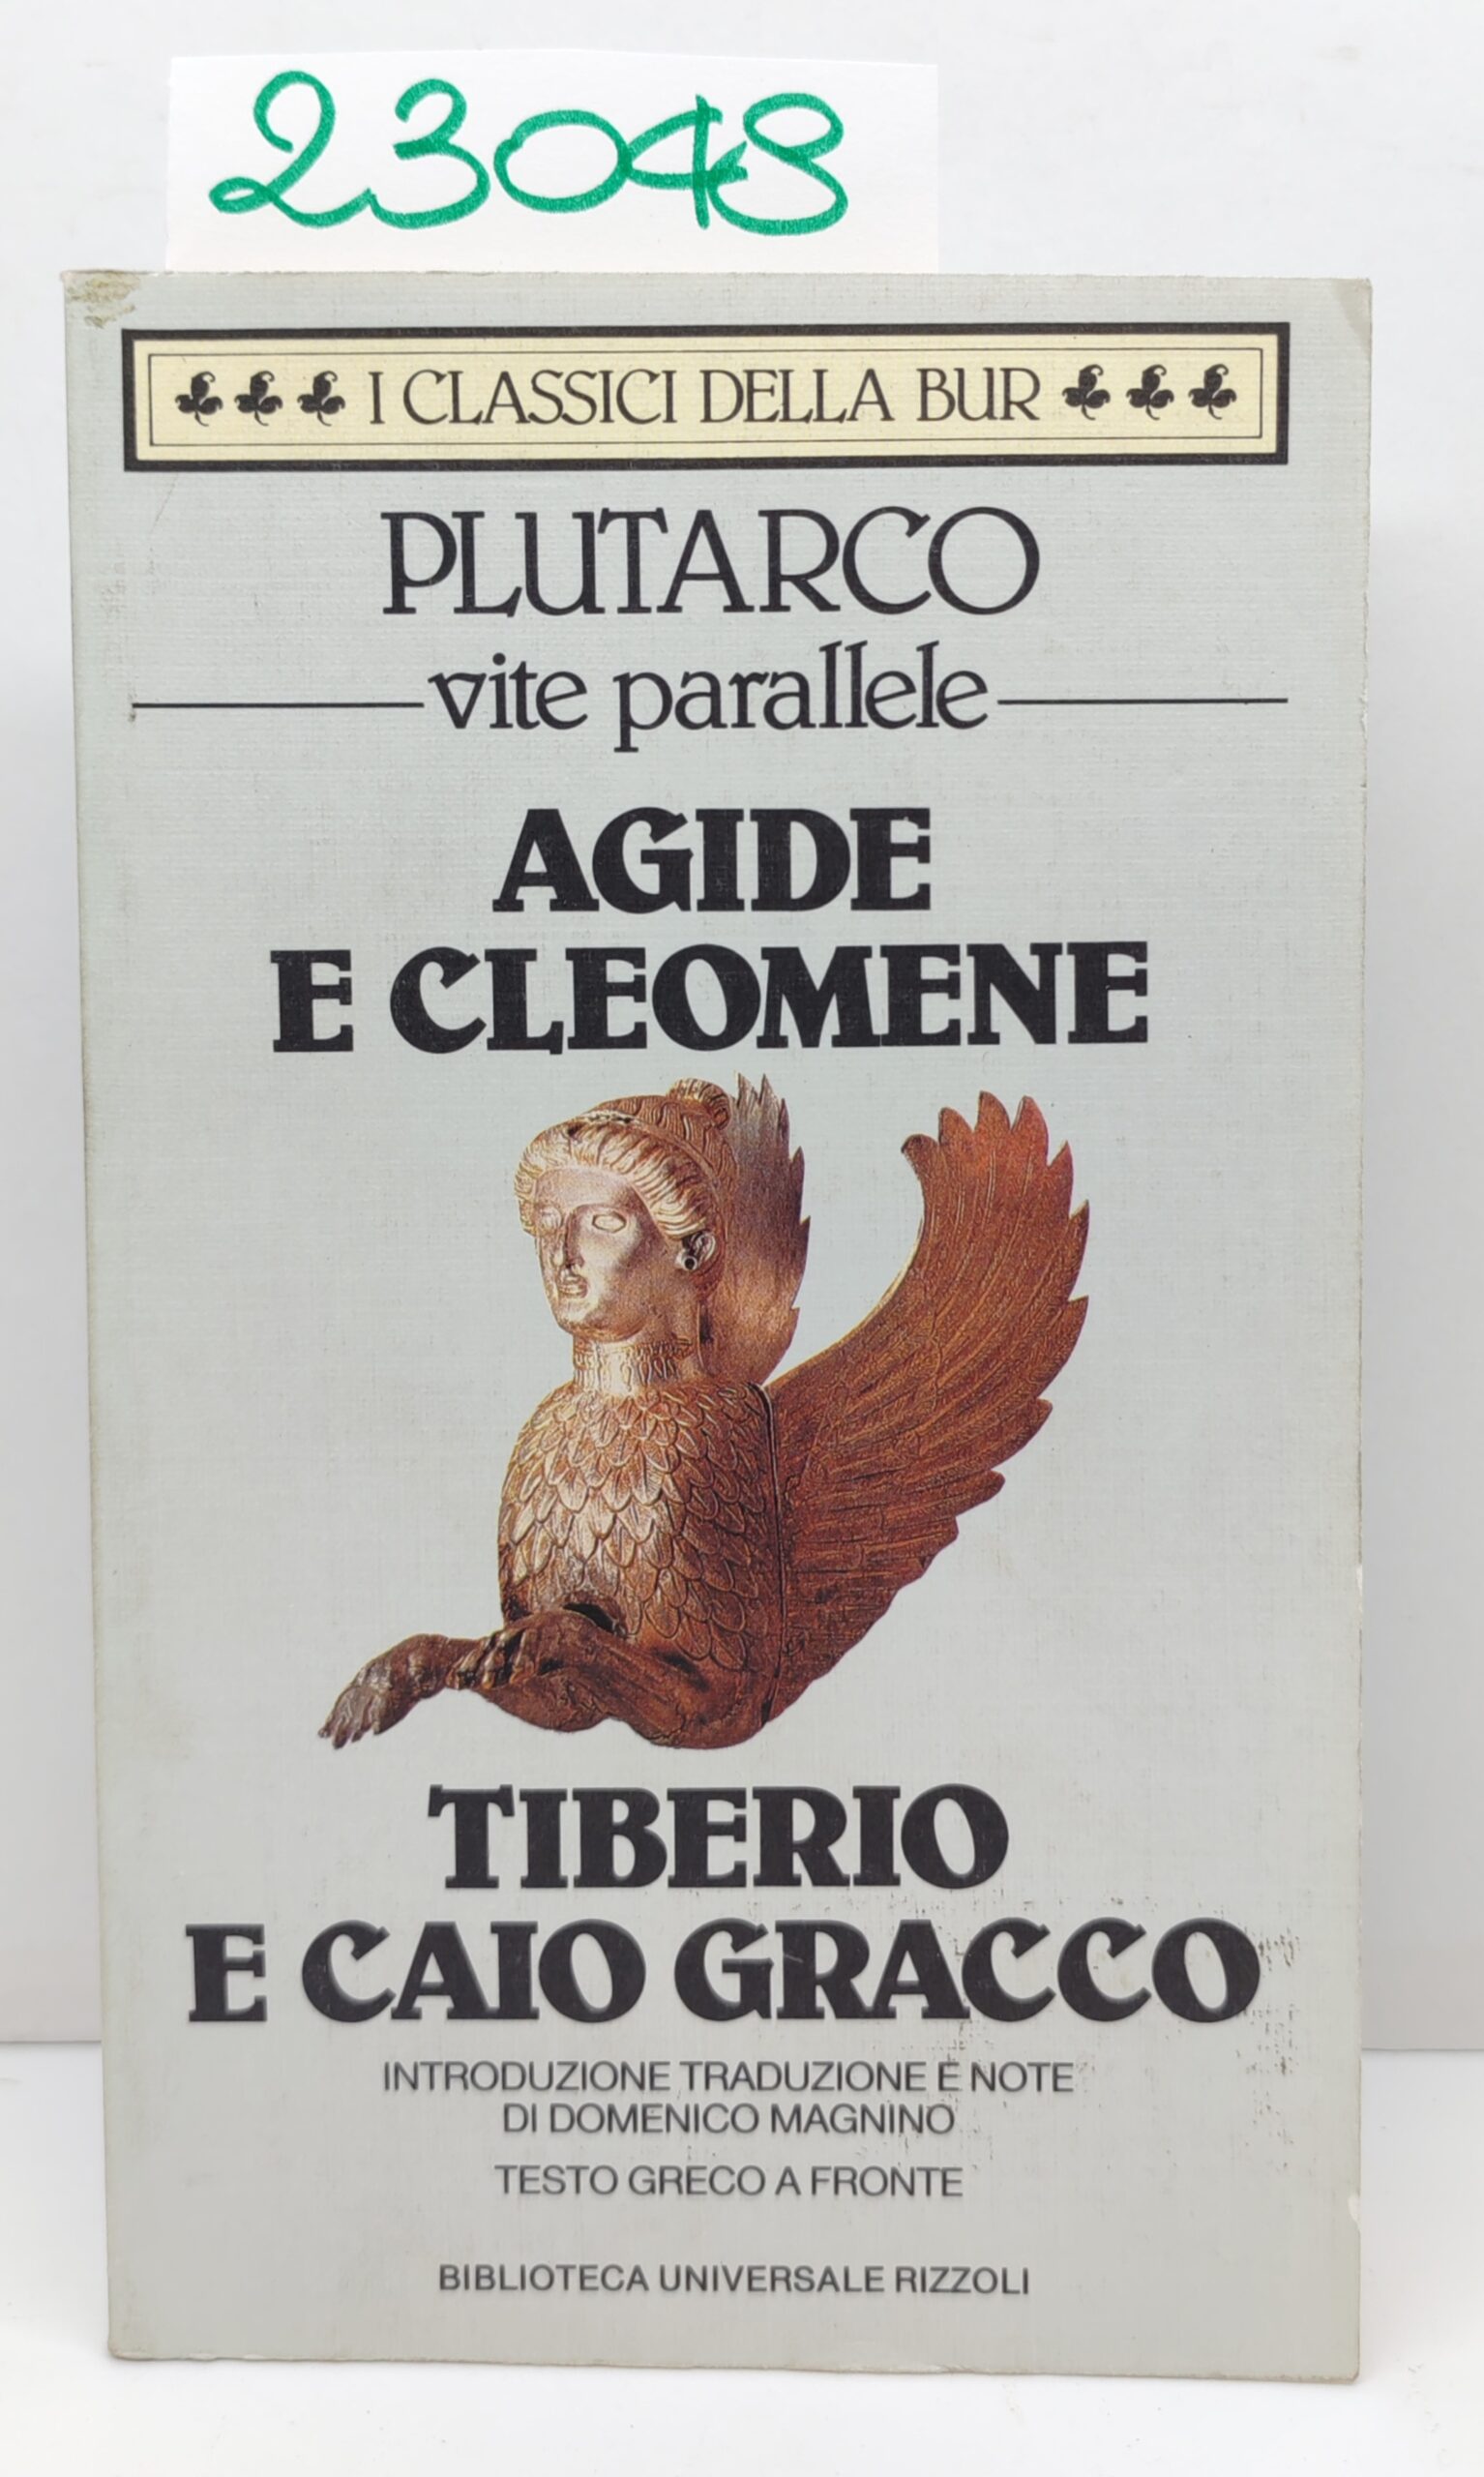 23048
I CLASSICI DELLA BUR
PLUTARCO
vite parallele
AGIDE
E CLEOMENE
TIBERIO
E CAIO GRACCO
INTRODUZIONE TRADUZIONE E NOTE
DI DOMENICO MAGNINO
TESTO GRECO A FRONTE
BIBLIOTECA UNIVERSALE RIZZOLI